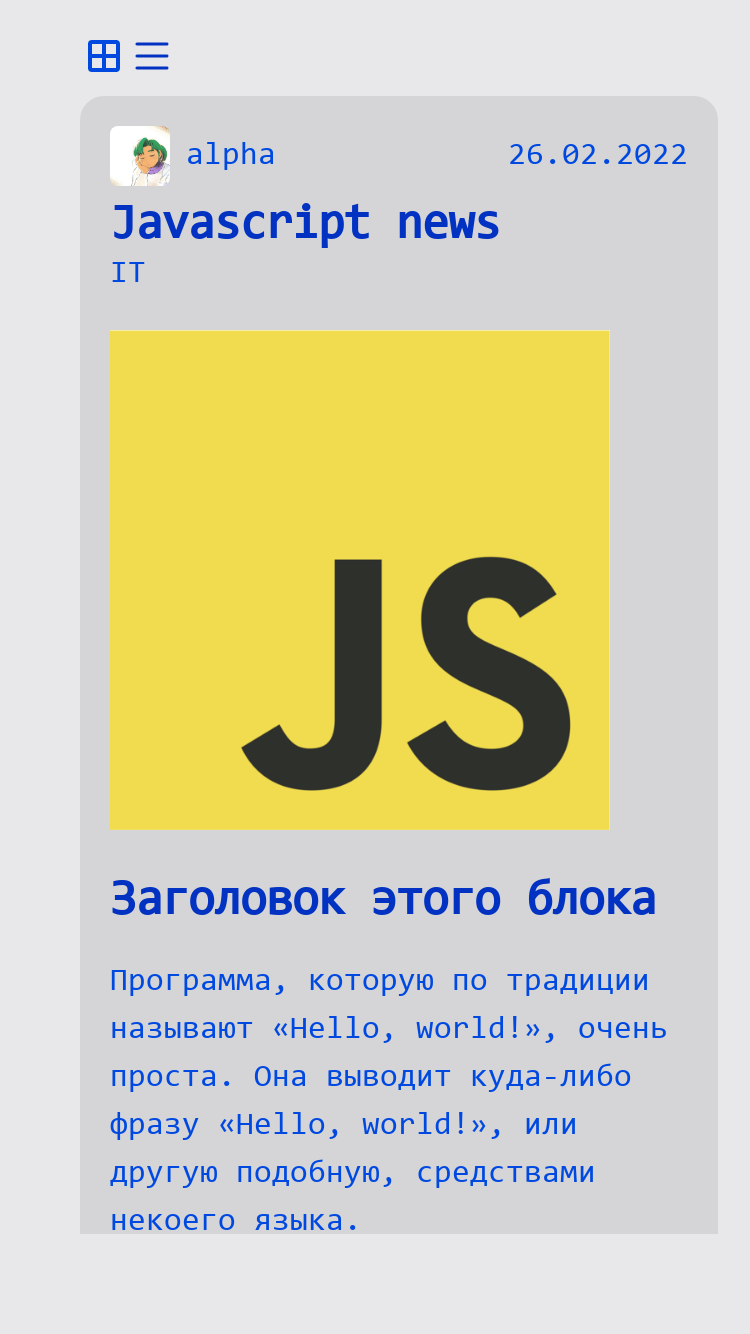 alpha 26.02.2022
Javascript news
IT
JS
Заголовок этого блока
Программа, которую по традиции
называют «Hello, world!», очень
проста. Она выводит куда-либо
фразу «Hello, world!», или
другую подобную, средствами
некоего языка.